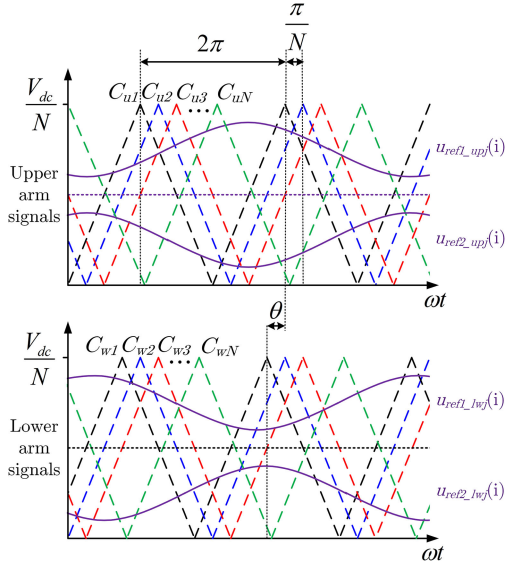 π
N
2π
V_dc
N
C_u1 C_u2 C_u3 ••• C_uN
u_ref1_upj(i)
Upper
arm
signals
u_ref2_upj(i)
ωt
θ
V_dc
N
C_w1 C_w2 C_w3 ••• C_wN
u_ref1_lwj(i)
Lower
arm
signals
u_ref2_lwj(i)
ωt